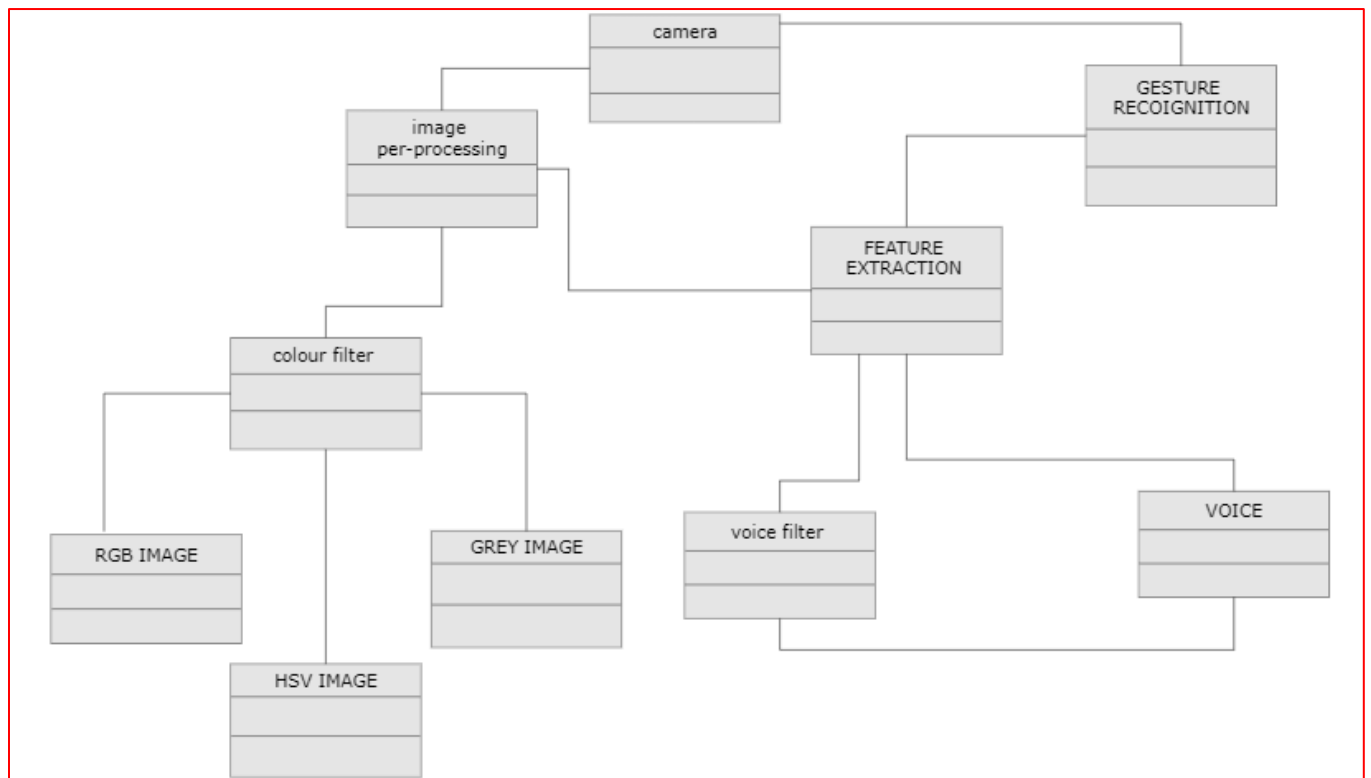 camera
GESTURE
RECOIGNITION
image
per-processing
FEATURE
EXTRACTION
colour filter
VOICE
voice filter
RGB IMAGE
GREY IMAGE
HSV IMAGE